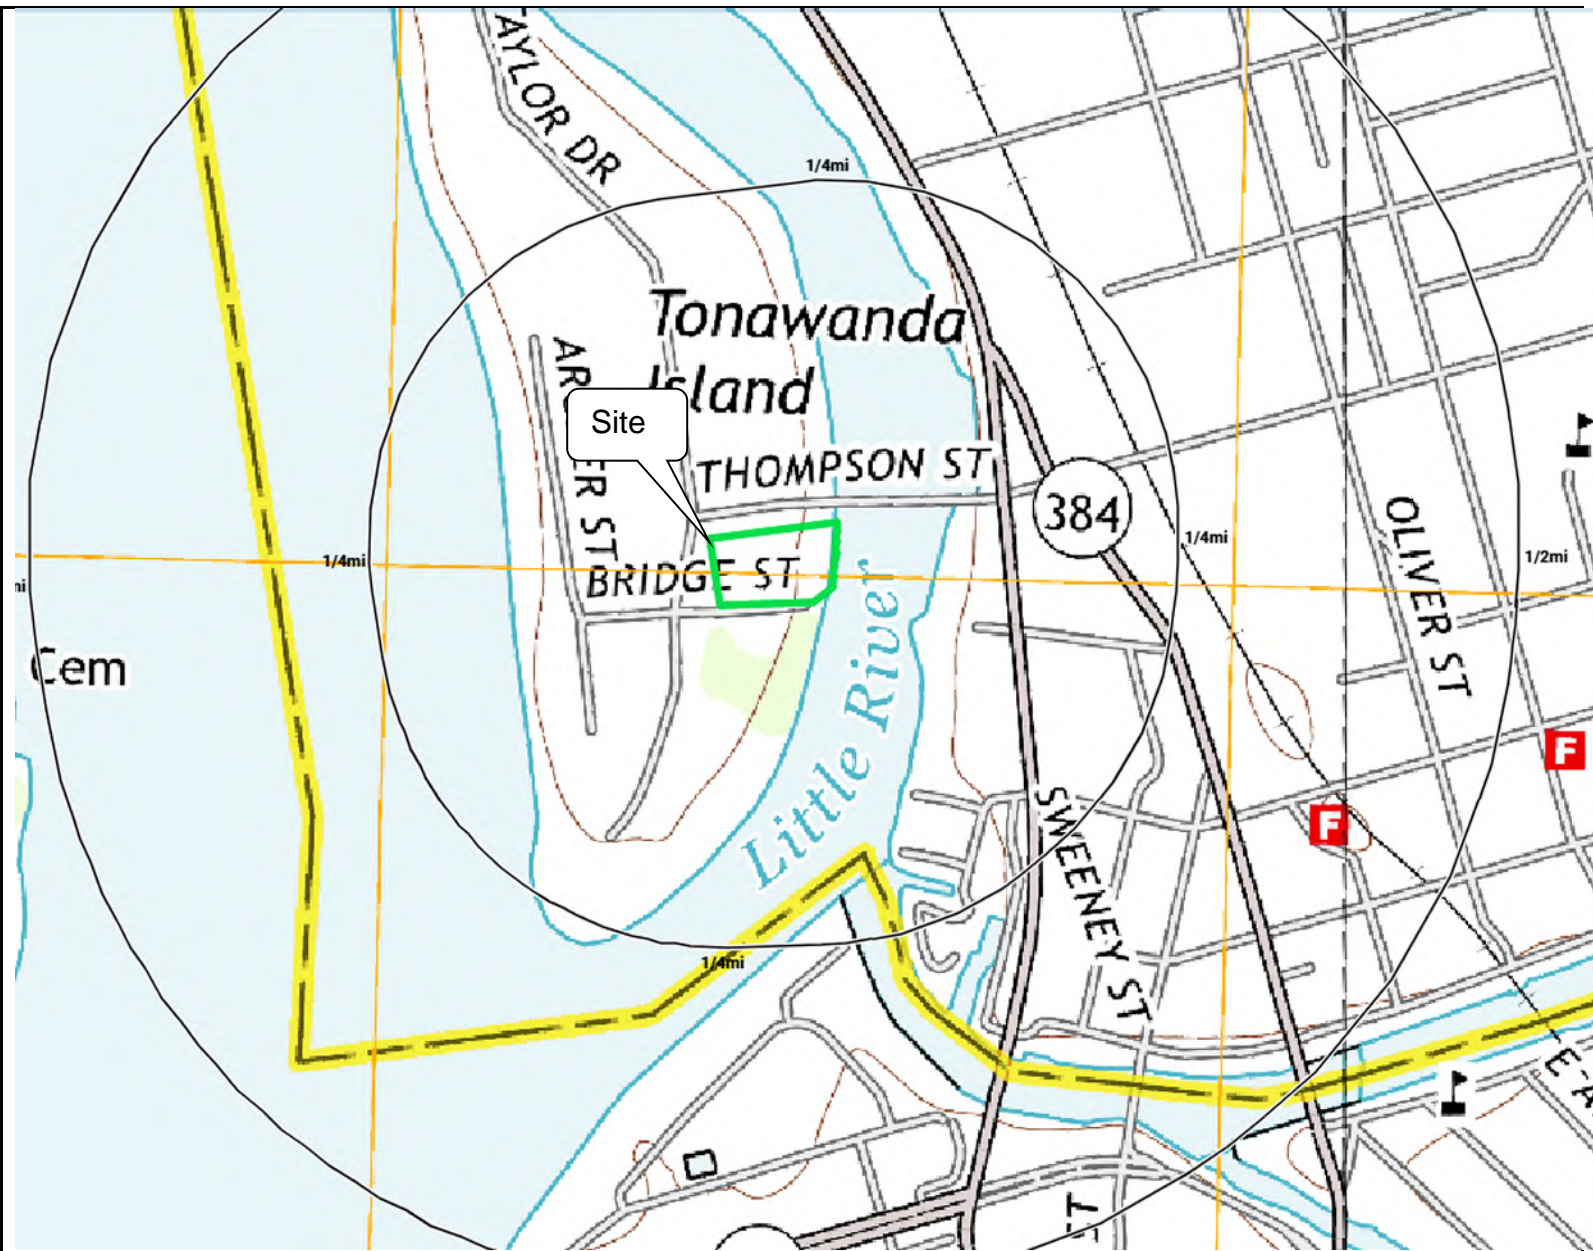 TAYLOR DR
1/4mi
Tonawanda
Island
Site
THOMPSON ST
384
OLIVER ST
1/4mi
BRIDGE ST
1/4mi
1/2mi
Cem
Little River
F
F
SWEENEY ST
1/4mi
ST